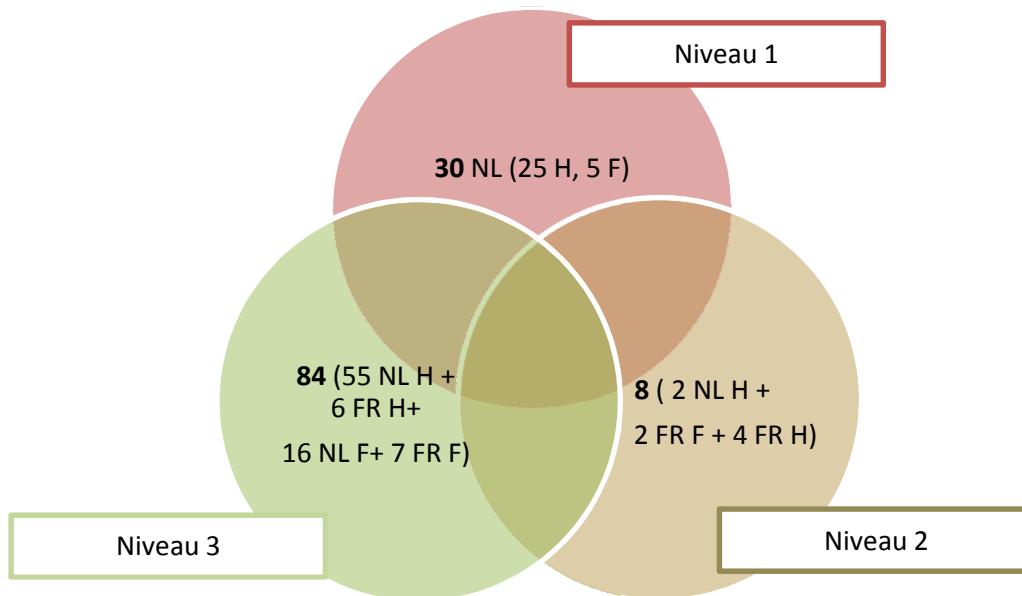 Niveau 1
30 NL (25 H, 5 F)
84 (55 NL H +
6 FR H+
16 NL F+ 7 FR F)
8 ( 2 NL H +
2 FR F + 4 FR H)
Niveau 3
Niveau 2